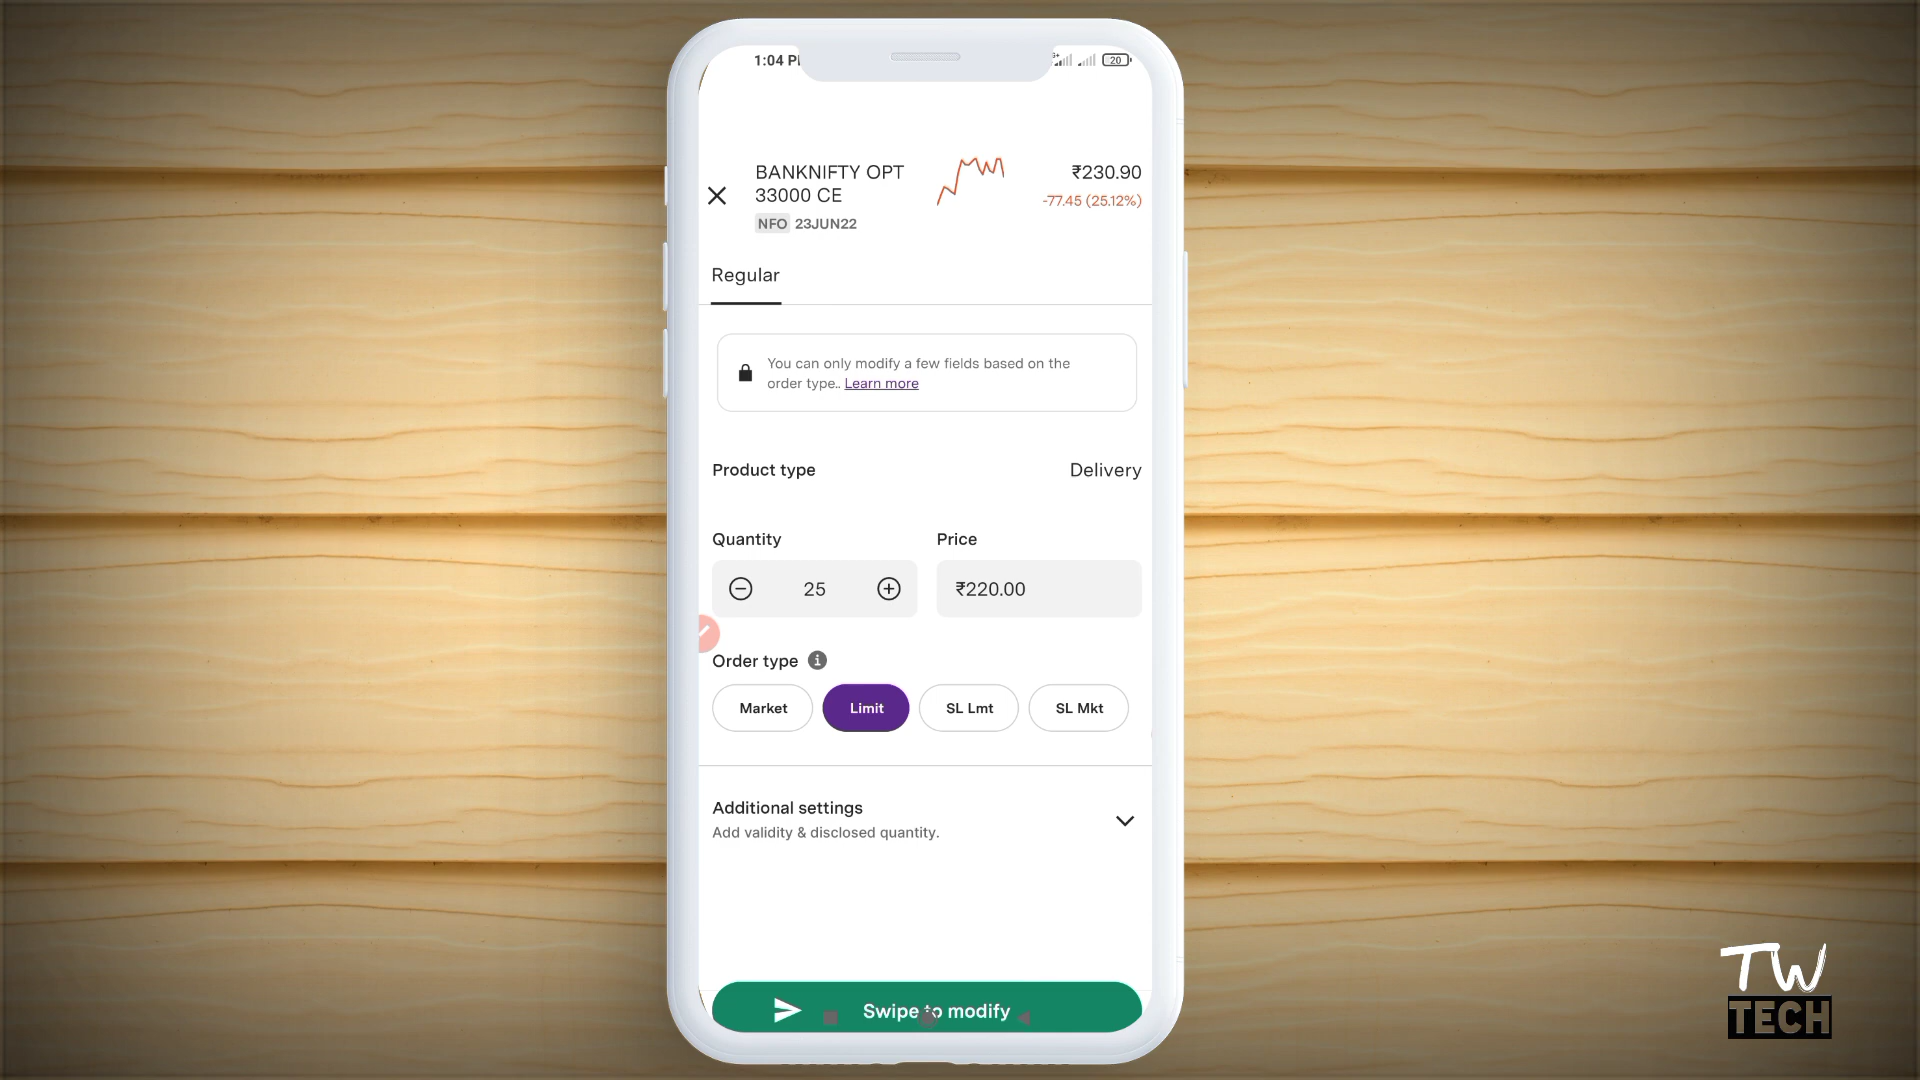 1:04 P
20
BANKNIFTY OPT
33000 CE
₹230.90
-77.45 (25.12%)
NFO 23JUN22
Regular
You can only modify a few fields based on the
order type.. Learn more
Product type
Delivery
Quantity
Price
25
₹220.00
Order type
Market
Limit
SL Lmt
SL Mkt
Additional settings
Add validity & disclosed quantity.
Swipe to modify
TW
TECH